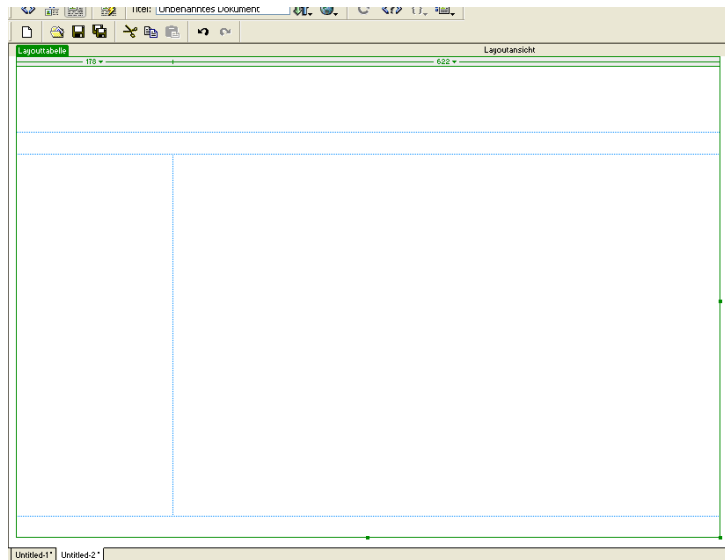 Titel: Unbenanntes Dokument
Layouttabelle Layoutansicht
178 622
Untitled-1* Untitled-2*